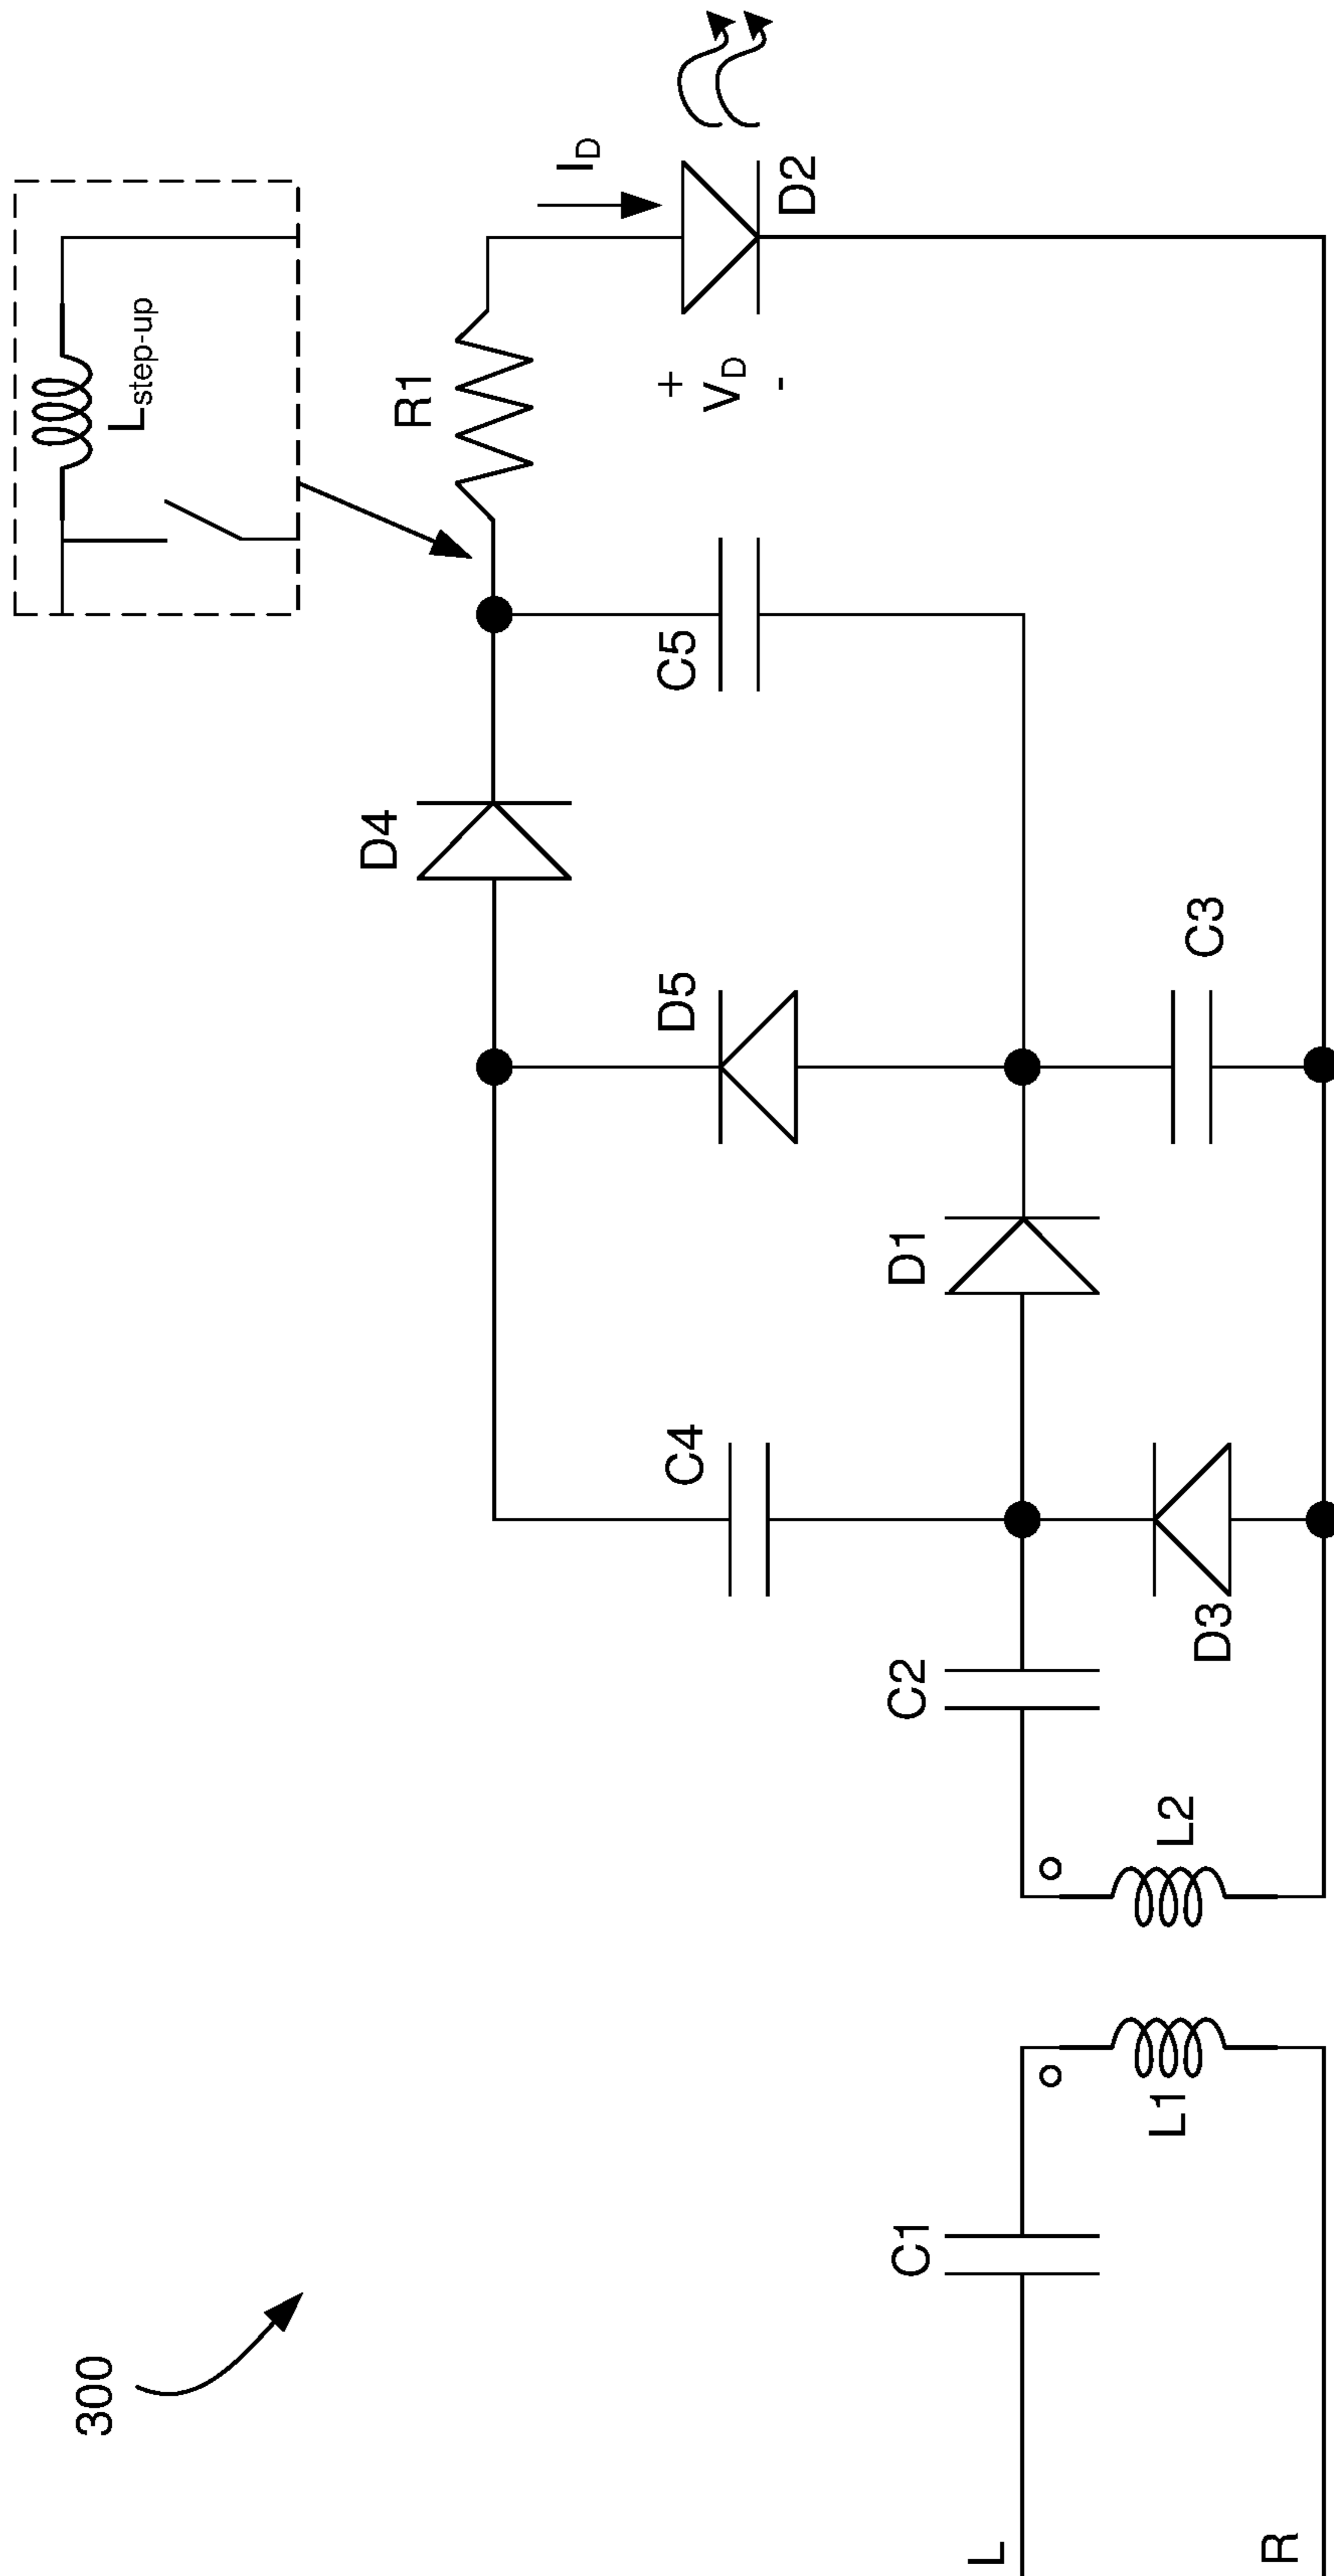 300
L
R
C1
L1
L2
C2
D3
C4
D1
D5
C3
D4
C5
R1
+
V_D
-
I_D
D2
L_step-up